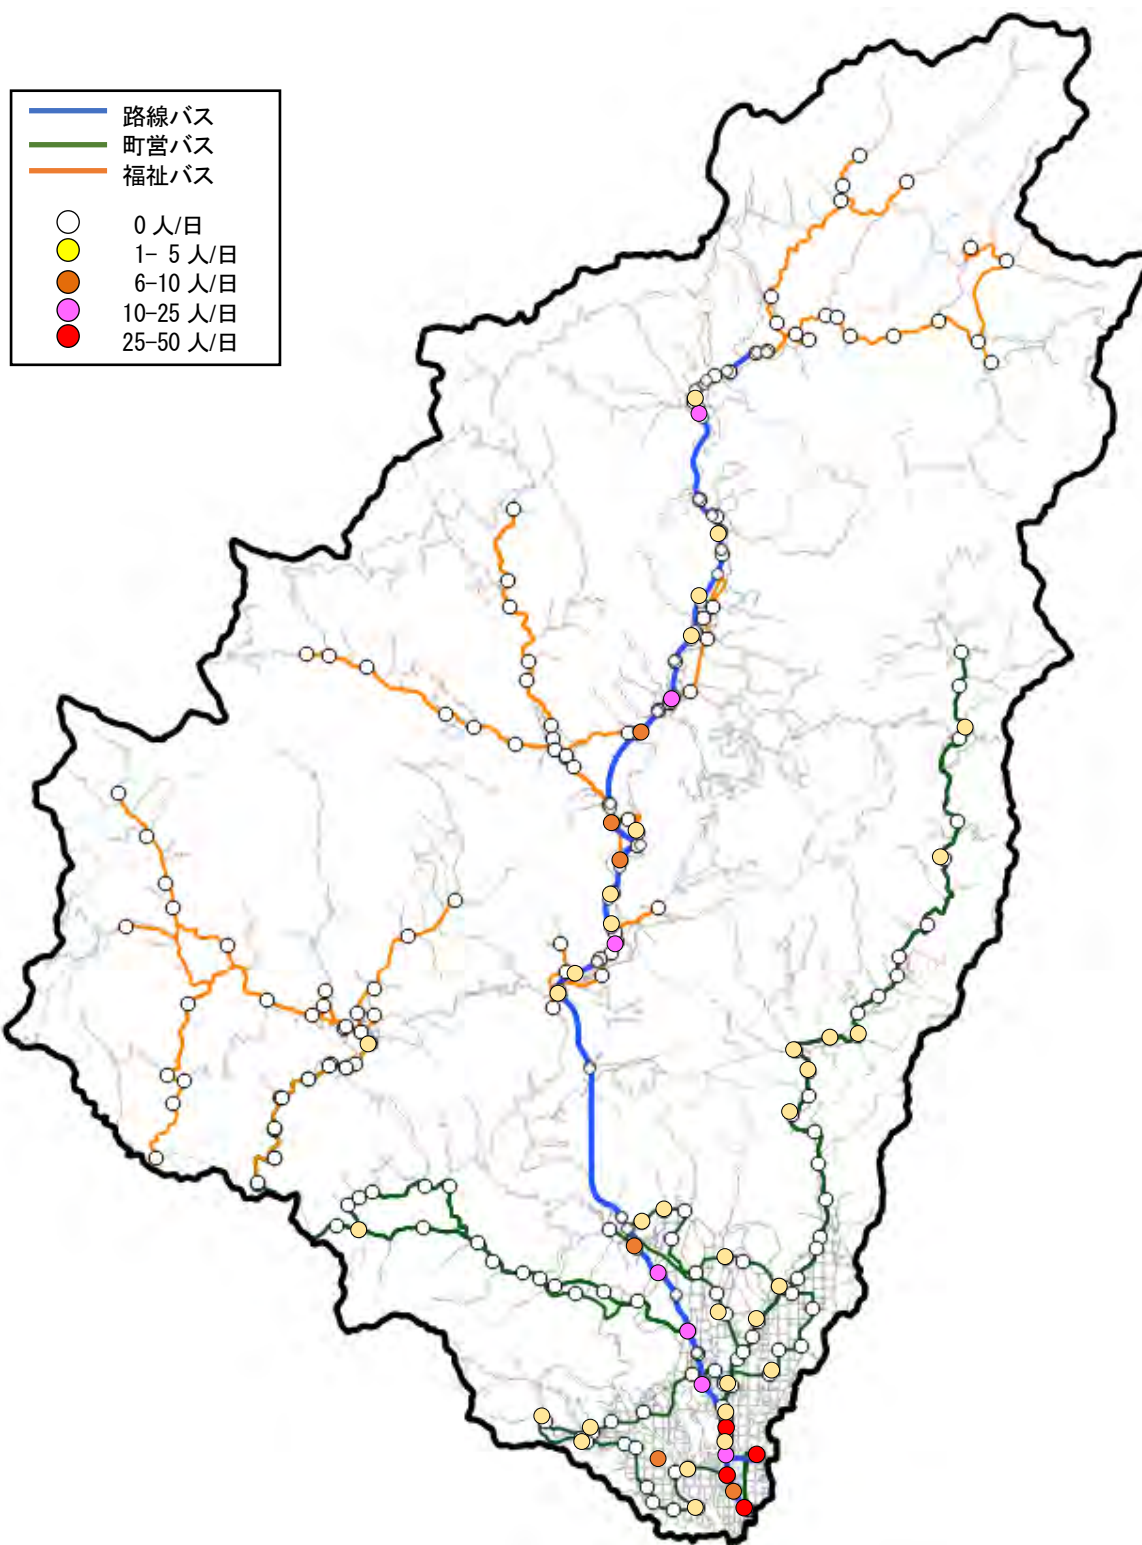 路線バス
町営バス
福祉バス
0 人/日
1- 5 人/日
6-10 人/日
10-25 人/日
25-50 人/日